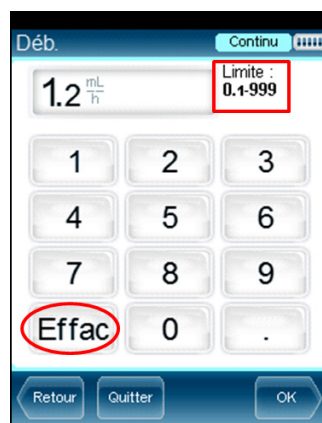 Déb. Continu
1.2 mL/h Limite :
0.1-999
1 2 3
4 5 6
7 8 9
Effac 0 .
Retour Quitter OK